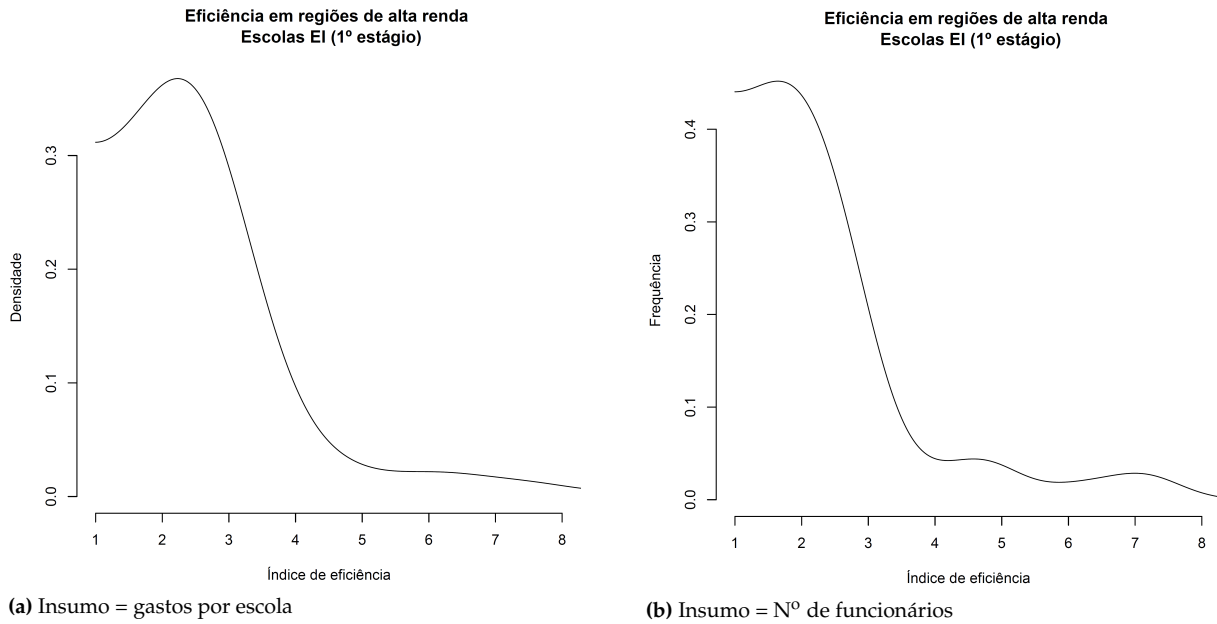 Eficiência em regiões de alta renda
Escolas EI (1º estágio)
Densidade
0.3
0.2
0.1
0.0
1 2 3 4 5 6 7 8
Índice de eficiência
(a) Insumo = gastos por escola
Eficiência em regiões de alta renda
Escolas EI (1º estágio)
Frequência
0.4
0.3
0.2
0.1
0.0
1 2 3 4 5 6 7 8
Índice de eficiência
(b) Insumo = Nº de funcionários